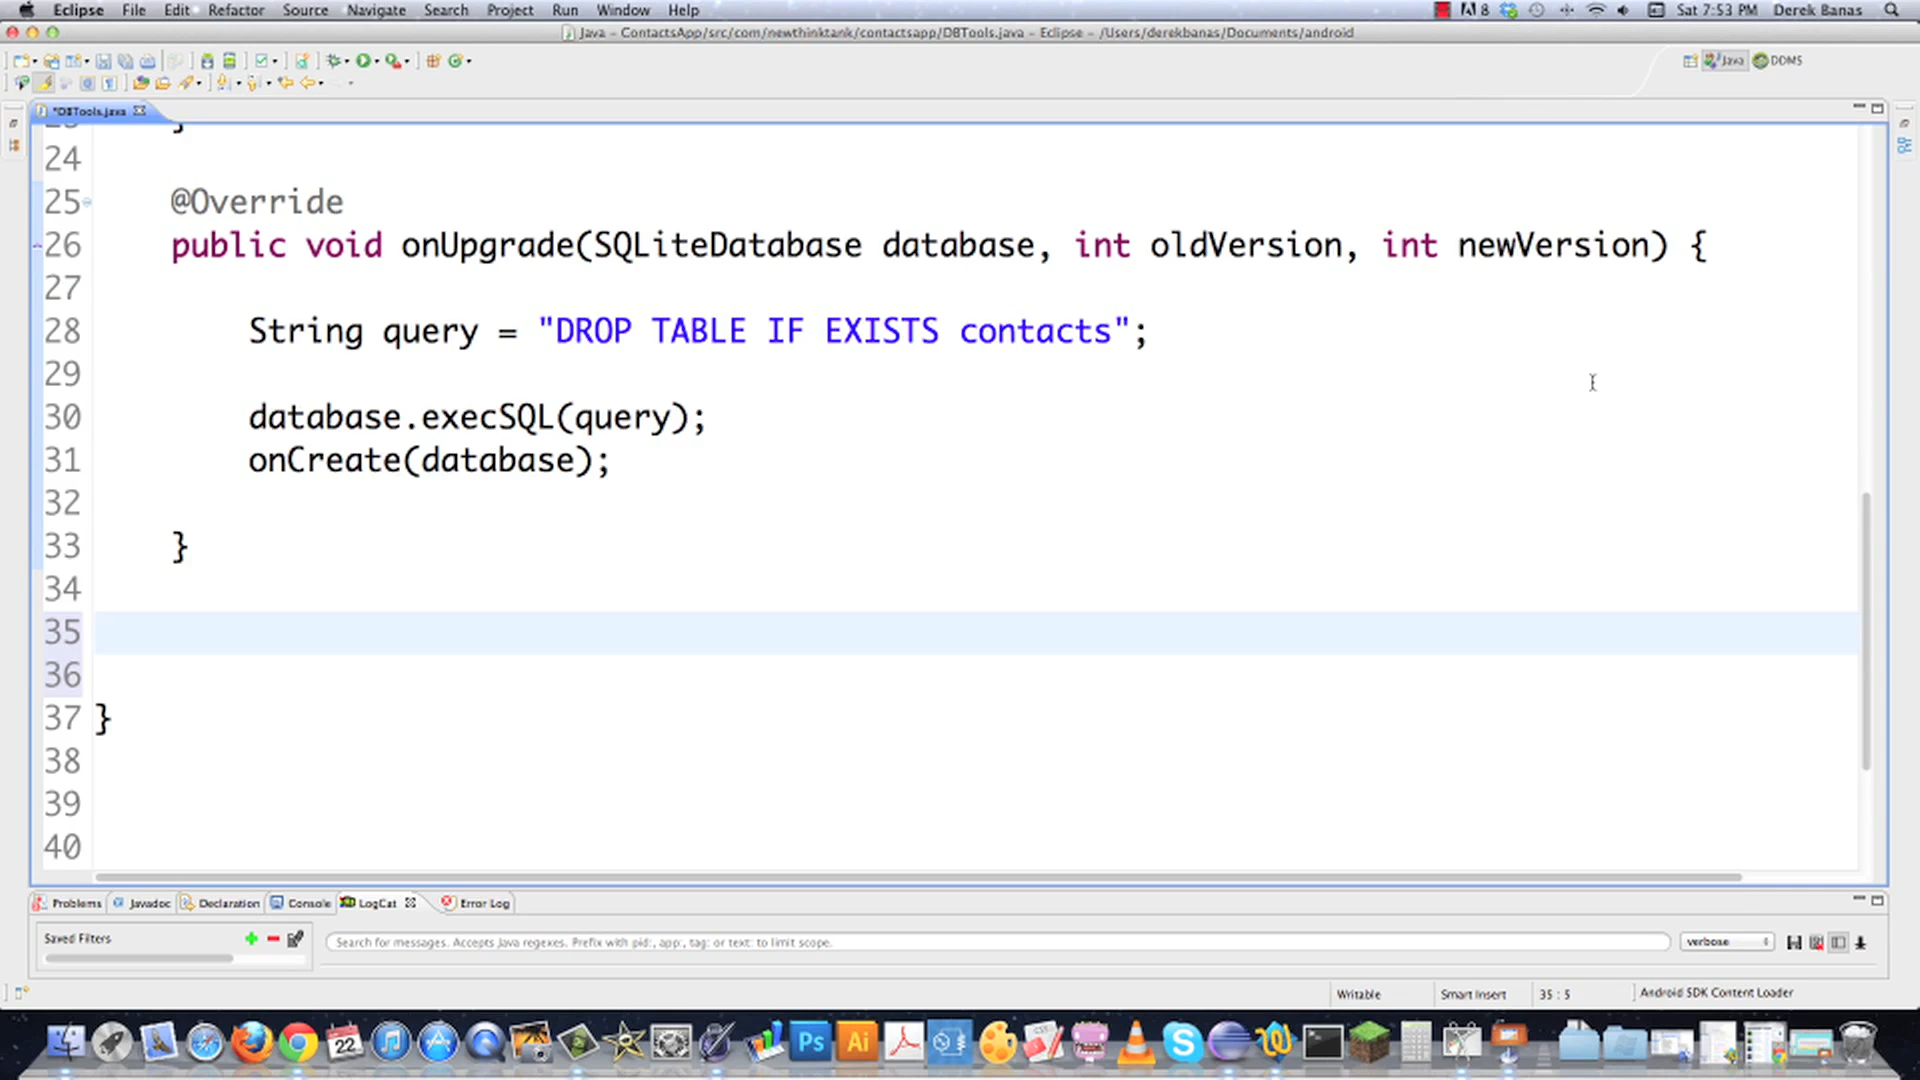 Eclipse File Edit Refactor Source Navigate Search Project Run Window Help 8 Sat 7:53 PM Derek Banas
Java - ContactsApp/src/com/newthinktank/contactsapp/DBTools.java - Eclipse - /Users/derekbanas/Documents/android
Java DDMS
*DBTools.java
23 }
24
25 @Override
26 public void onUpgrade(SQLiteDatabase database, int oldVersion, int newVersion) {
27
28 String query = "DROP TABLE IF EXISTS contacts";
29
30 database.execSQL(query);
31 onCreate(database);
32
33 }
34
35
36
37 }
38
39
40
Problems Javadoc Declaration Console LogCat Error Log
Saved Filters Search for messages. Accepts Java regexes. Prefix with pid:, app:, tag: or text: to limit scope. verbose
Writable Smart Insert 35 : 5 Android SDK Content Loader
22 Ps Ai